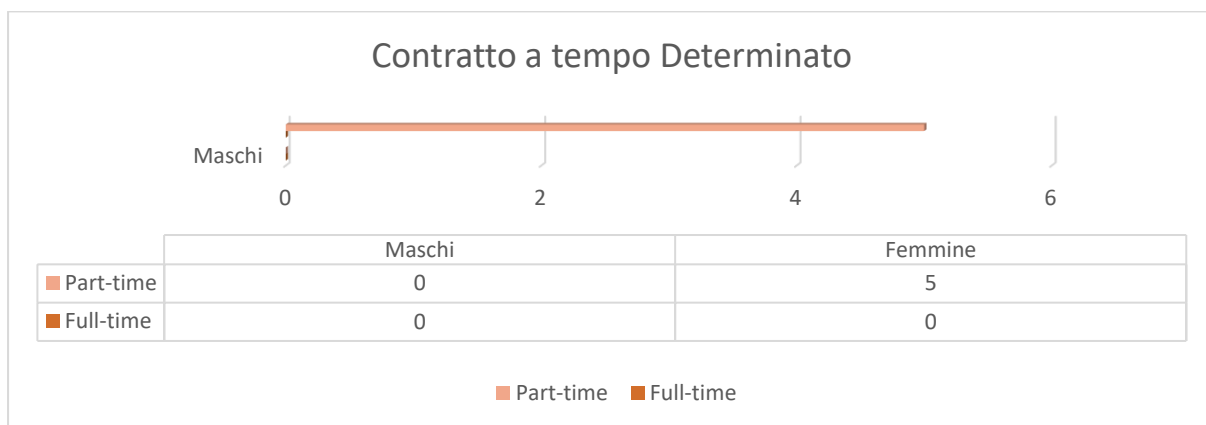 Contratto a tempo Determinato
Maschi
0 2 4 6
Maschi Femmine
Part-time 0 5
Full-time 0 0
Part-time Full-time